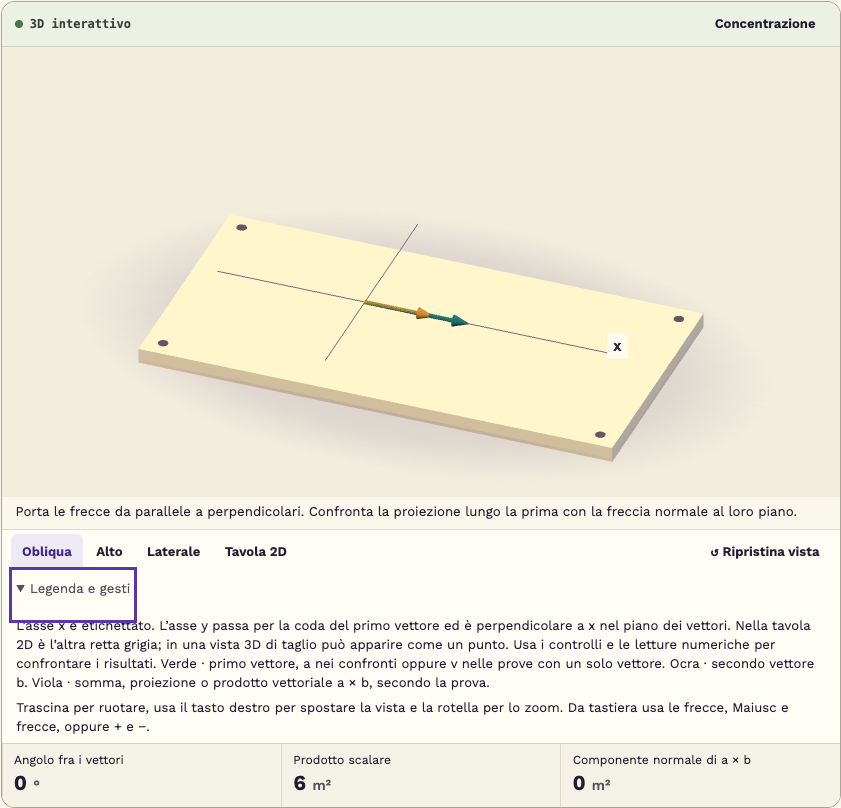 3D interattivo
Concentrazione
x
Porta le frecce da parallele a perpendicolari. Confronta la proiezione lungo la prima con la freccia normale al loro piano.
Obliqua Alto Laterale Tavola 2D ↺ Ripristina vista
▼ Legenda e gesti
L’asse x è etichettato. L’asse y passa per la coda del primo vettore ed è perpendicolare a x nel piano dei vettori. Nella tavola
2D è l’altra retta grigia; in una vista 3D di taglio può apparire come un punto. Usa i controlli e le letture numeriche per
confrontare i risultati. Verde · primo vettore, a nei confronti oppure v nelle prove con un solo vettore. Ocra · secondo vettore
b. Viola · somma, proiezione o prodotto vettoriale a × b, secondo la prova.
Trascina per ruotare, usa il tasto destro per spostare la vista e la rotella per lo zoom. Da tastiera usa le frecce, Maiusc e
frecce, oppure + e −.
Angolo fra i vettori
0 °
Prodotto scalare
6 m²
Componente normale di a × b
0 m²